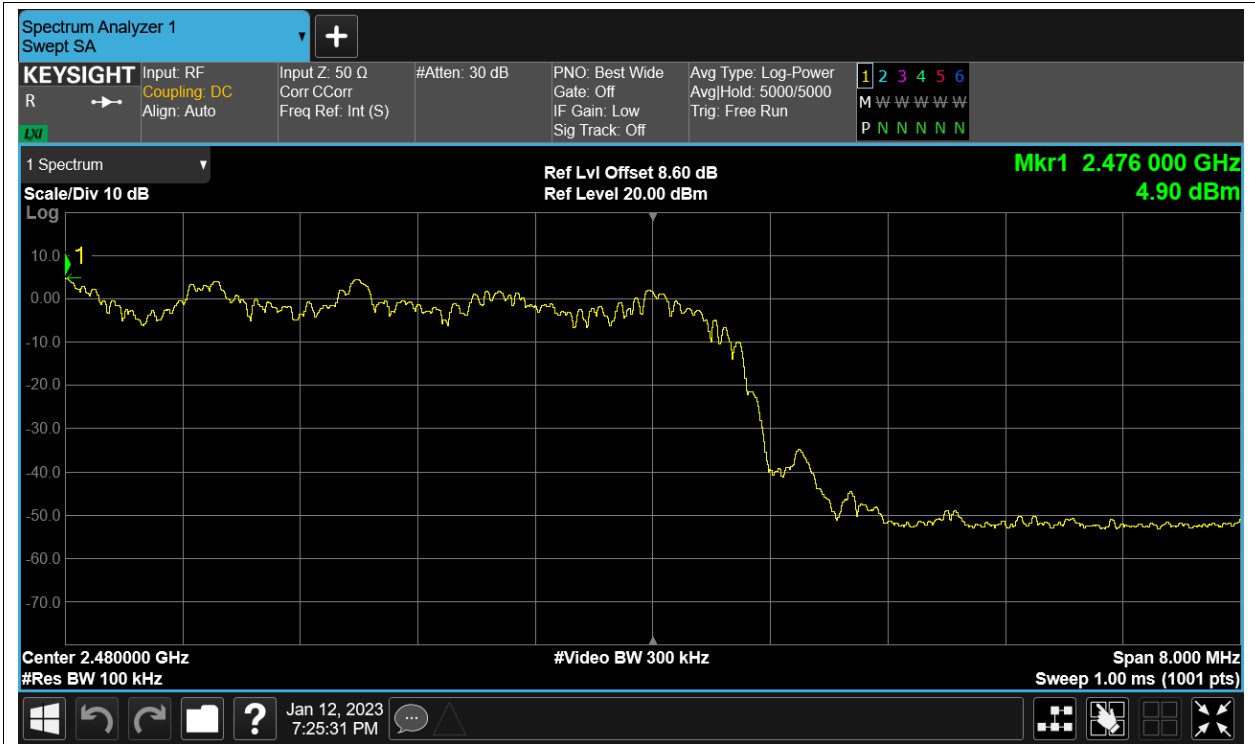 Spectrum Analyzer 1
Swept SA
KEYSIGHT
R
LXI
Input: RF
Coupling: DC
Align: Auto
Input Z: 50 Ω
Corr CCorr
Freq Ref: Int (S)
#Atten: 30 dB
PNO: Best Wide
Gate: Off
IF Gain: Low
Sig Track: Off
Avg Type: Log-Power
Avg|Hold: 5000/5000
Trig: Free Run
1 2 3 4 5 6
M W W W W W
P N N N N N
1 Spectrum
Scale/Div 10 dB
Log
Ref Lvl Offset 8.60 dB
Ref Level 20.00 dBm
Mkr1 2.476 000 GHz
4.90 dBm
1
10.0
0.00
-10.0
-20.0
-30.0
-40.0
-50.0
-60.0
-70.0
Center 2.480000 GHz
#Res BW 100 kHz
#Video BW 300 kHz
Span 8.000 MHz
Sweep 1.00 ms (1001 pts)
?
Jan 12, 2023
7:25:31 PM